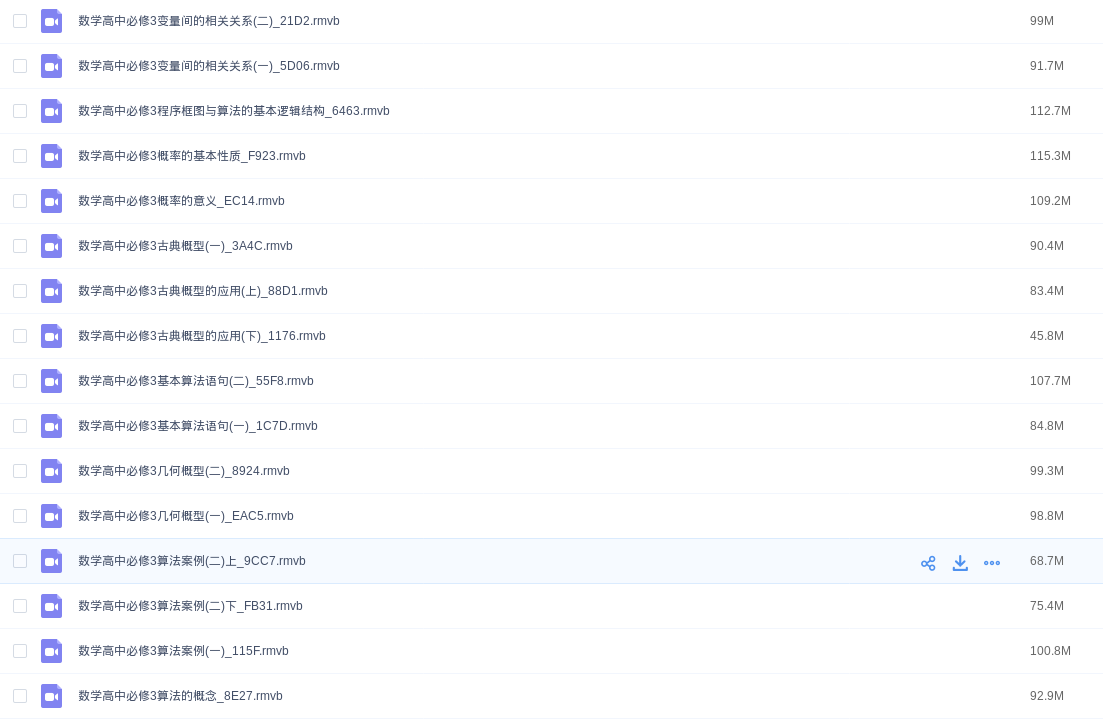 数学高中必修3变量间的相关关系(二)_21D2.rmvb 99M
数学高中必修3变量间的相关关系(一)_5D06.rmvb 91.7M
数学高中必修3程序框图与算法的基本逻辑结构_6463.rmvb 112.7M
数学高中必修3概率的基本性质_F923.rmvb 115.3M
数学高中必修3概率的意义_EC14.rmvb 109.2M
数学高中必修3古典概型(一)_3A4C.rmvb 90.4M
数学高中必修3古典概型的应用(上)_88D1.rmvb 83.4M
数学高中必修3古典概型的应用(下)_1176.rmvb 45.8M
数学高中必修3基本算法语句(二)_55F8.rmvb 107.7M
数学高中必修3基本算法语句(一)_1C7D.rmvb 84.8M
数学高中必修3几何概型(二)_8924.rmvb 99.3M
数学高中必修3几何概型(一)_EAC5.rmvb 98.8M
数学高中必修3算法案例(二)上_9CC7.rmvb 68.7M
数学高中必修3算法案例(二)下_FB31.rmvb 75.4M
数学高中必修3算法案例(一)_115F.rmvb 100.8M
数学高中必修3算法的概念_8E27.rmvb 92.9M